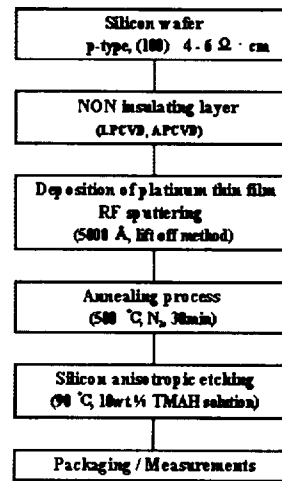 Silicon wafer
p-type, (100) 4 - 6 Ω · cm
NON insulating layer
(LPCVD, APCVD)
Deposition of platinum thin film
RF sputtering
(5000 Å, lift off method)
Annealing process
(500 ℃, N₂, 30min)
Silicon anisotropic etching
(90 ℃, 10wt.% TMAH solution)
Packaging / Measurements